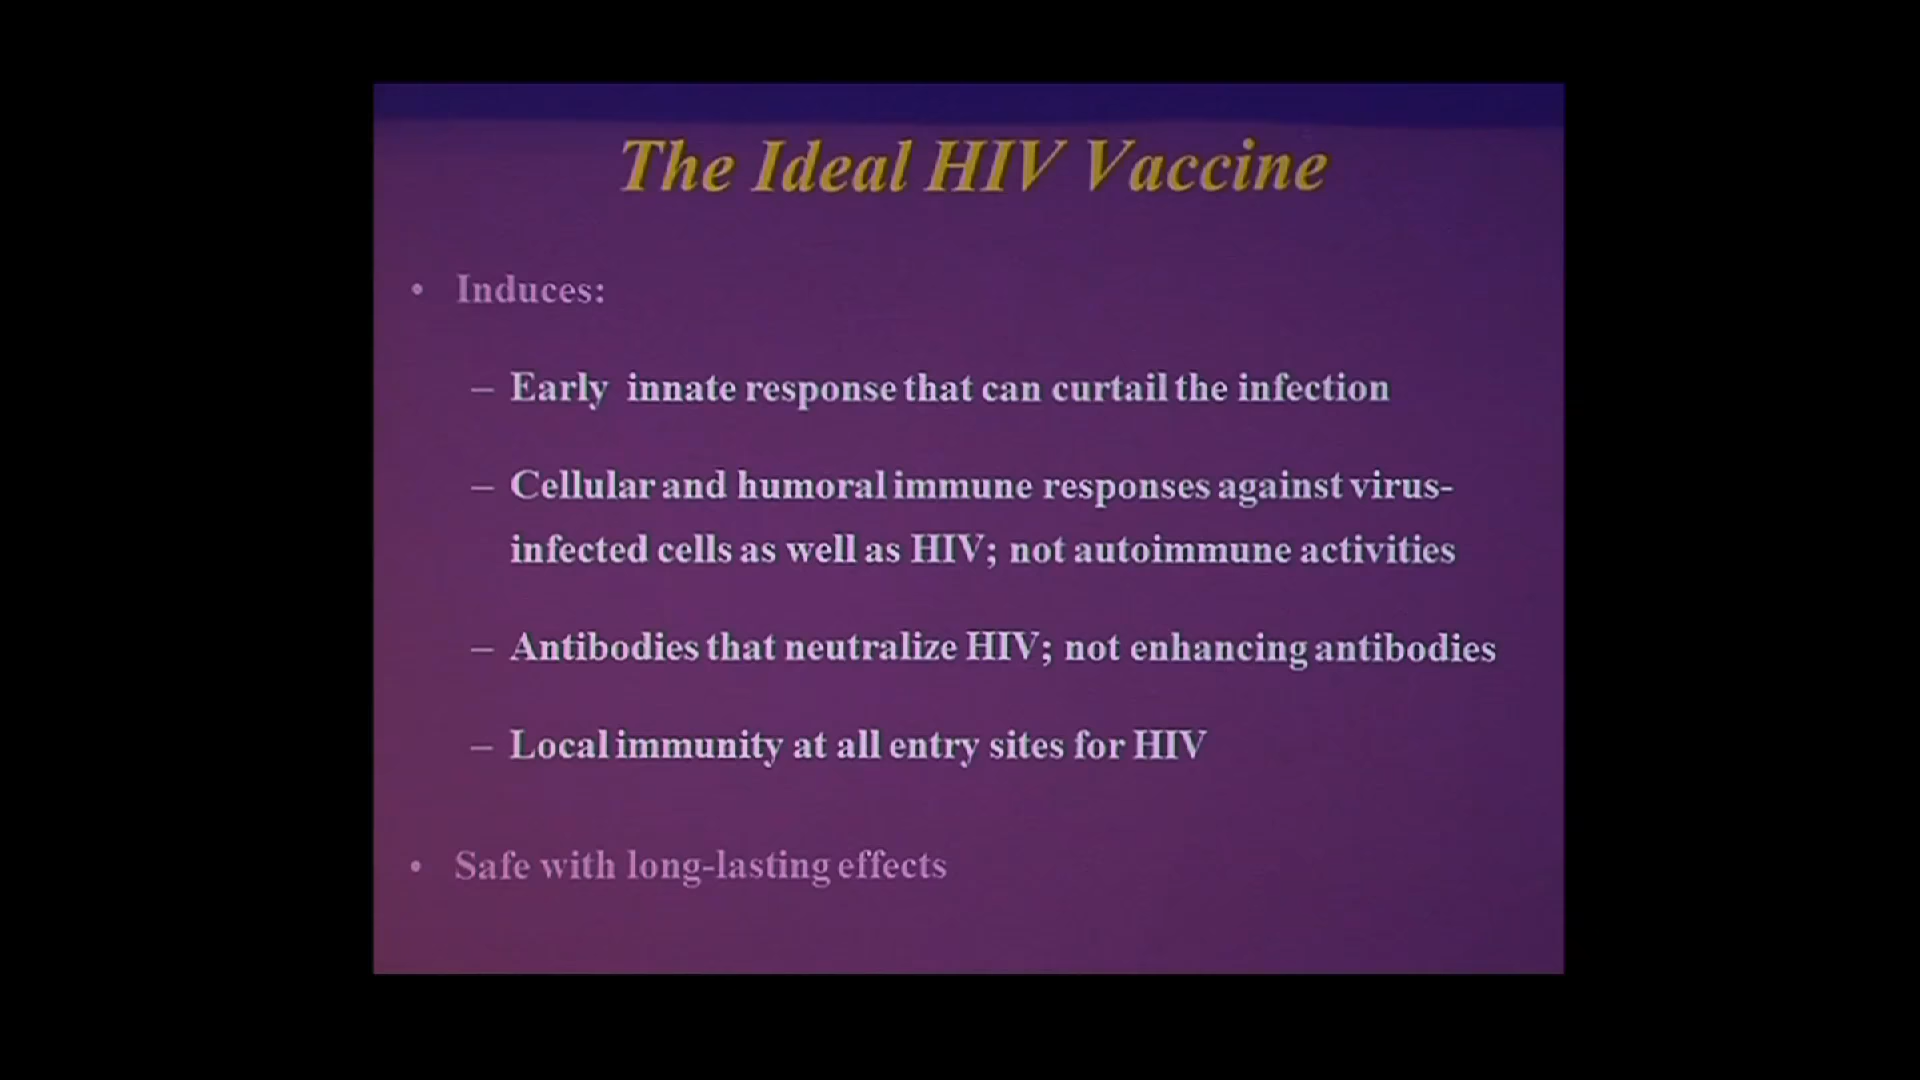 The Ideal HIV Vaccine
• Induces:
– Early innate response that can curtail the infection
– Cellular and humoral immune responses against virus-
infected cells as well as HIV; not autoimmune activities
– Antibodies that neutralize HIV; not enhancing antibodies
– Local immunity at all entry sites for HIV
• Safe with long-lasting effects